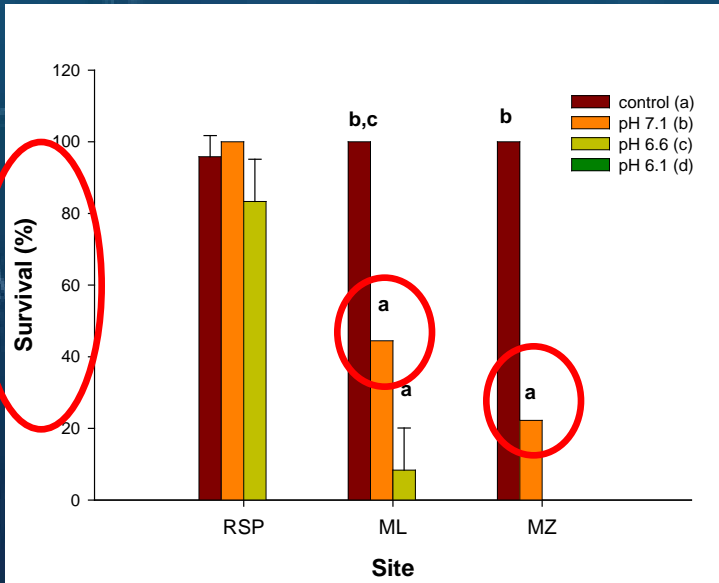 120
100
80
60
40
20
0
Survival (%)
control (a)
pH 7.1 (b)
pH 6.6 (c)
pH 6.1 (d)
b,c
b
a
a
a
RSP
ML
MZ
Site